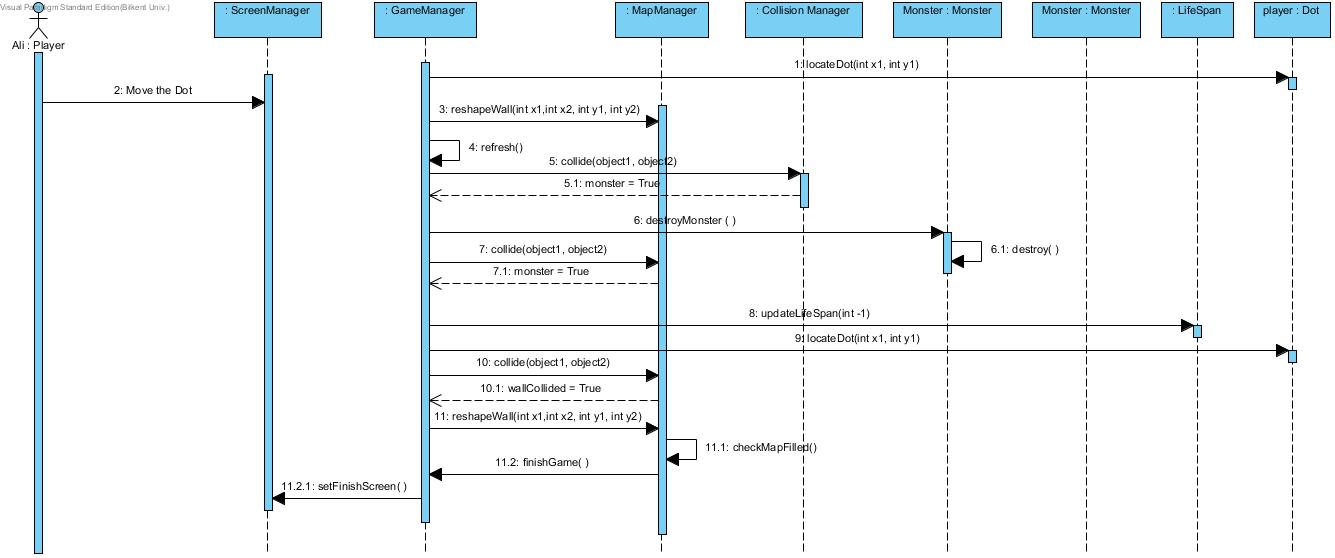 Visual Paradigm Standard Edition(Bilkent Univ.)
: ScreenManager
: GameManager
: MapManager
: Collision Manager
Monster : Monster
Monster : Monster
: LifeSpan
player : Dot
Ali : Player
1: locateDot(int x1, int y1)
2: Move the Dot
3: reshapeWall(int x1,int x2, int y1, int y2)
4: refresh()
5: collide(object1, object2)
5.1: monster = True
6: destroyMonster ( )
6.1: destroy( )
7: collide(object1, object2)
7.1: monster = True
8: updateLifeSpan(int -1)
9: locateDot(int x1, int y1)
10: collide(object1, object2)
10.1: wallCollided = True
11: reshapeWall(int x1,int x2, int y1, int y2)
11.1: checkMapFilled()
11.2: finishGame( )
11.2.1: setFinishScreen( )